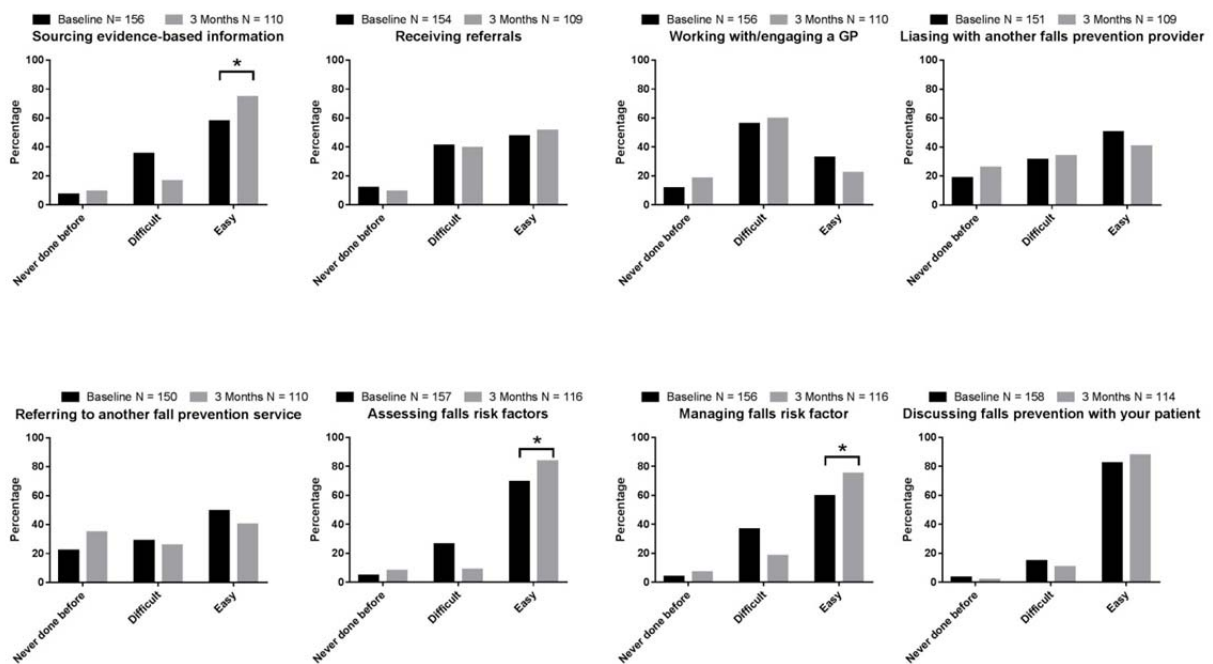 Baseline N= 156 3 Months N = 110
Sourcing evidence-based information
Percentage
100
80
60
40
20
0
*
Never done before
Difficult
Easy
Baseline N= 154 3 Months N = 109
Receiving referrals
Percentage
100
80
60
40
20
0
Never done before
Difficult
Easy
Baseline N= 156 3 Months N = 110
Working with/engaging a GP
Percentage
100
80
60
40
20
0
Never done before
Difficult
Easy
Baseline N= 151 3 Months N = 109
Liasing with another falls prevention provider
Percentage
100
80
60
40
20
0
Never done before
Difficult
Easy
Baseline N = 150 3 Months N = 110
Referring to another fall prevention service
Percentage
100
80
60
40
20
0
Never done before
Difficult
Easy
Baseline N = 157 3 Months N = 116
Assessing falls risk factors
Percentage
100
80
60
40
20
0
*
Never done before
Difficult
Easy
Baseline N = 156 3 Months N = 116
Managing falls risk factor
Percentage
100
80
60
40
20
0
*
Never done before
Difficult
Easy
Baseline N = 158 3 Months N = 114
Discussing falls prevention with your patient
Percentage
100
80
60
40
20
0
Never done before
Difficult
Easy